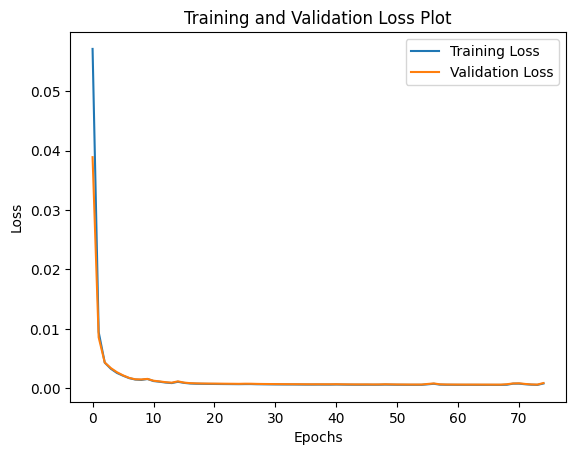 Training and Validation Loss Plot
Training Loss
Validation Loss
0.05
0.04
0.03
0.02
0.01
0.00
Loss
0 10 20 30 40 50 60 70
Epochs